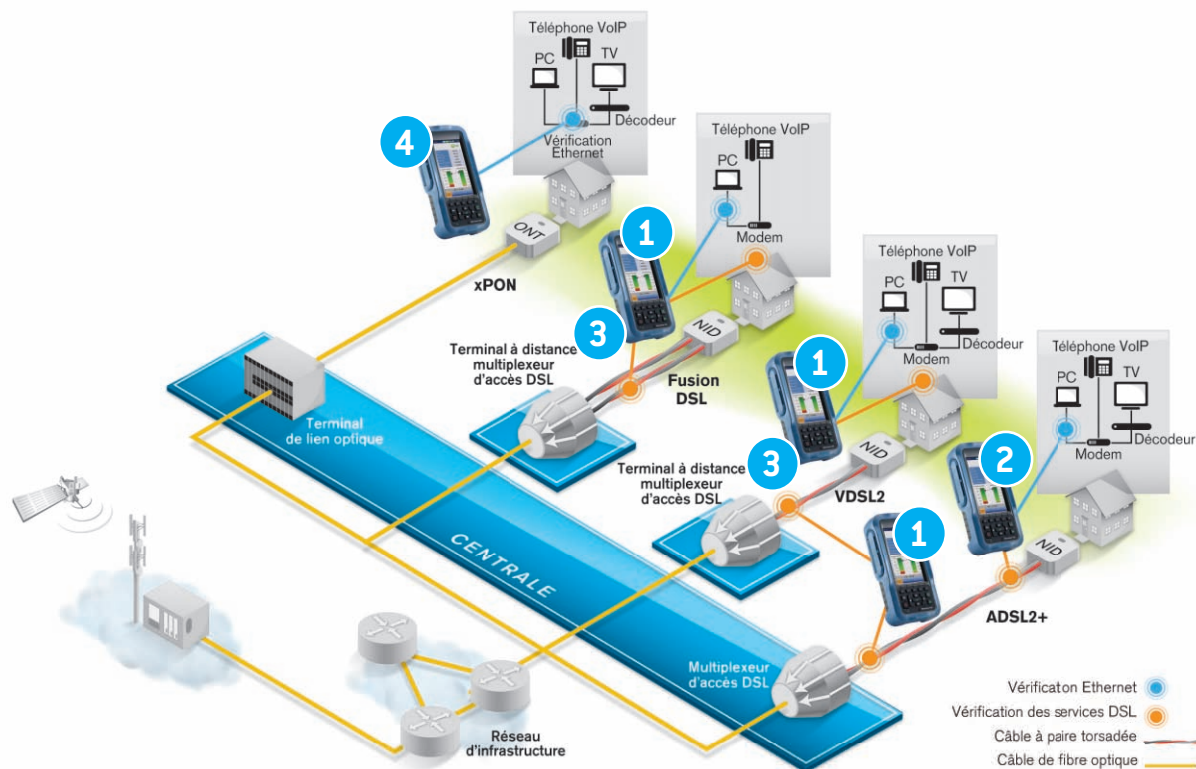 Téléphone VoIP
PC
TV
Décodeur
Vérification
Ethernet
4
ONT
xPON
Téléphone VoIP
PC
Modem
1
3
NID
Fusion
DSL
Terminal à distance
multiplexeur
d'accès DSL
Terminal
de lien optique
Téléphone VoIP
PC
TV
Modem
Décodeur
1
3
NID
VDSL2
Terminal à distance
multiplexeur
d'accès DSL
Téléphone VoIP
PC
TV
Modem
Décodeur
2
1
NID
ADSL2+
CENTRALE
Multiplexeur
d'accès DSL
Réseau
d'infrastructure
Vérificaton Ethernet
Vérification des services DSL
Câble à paire torsadée
Câble de fibre optique